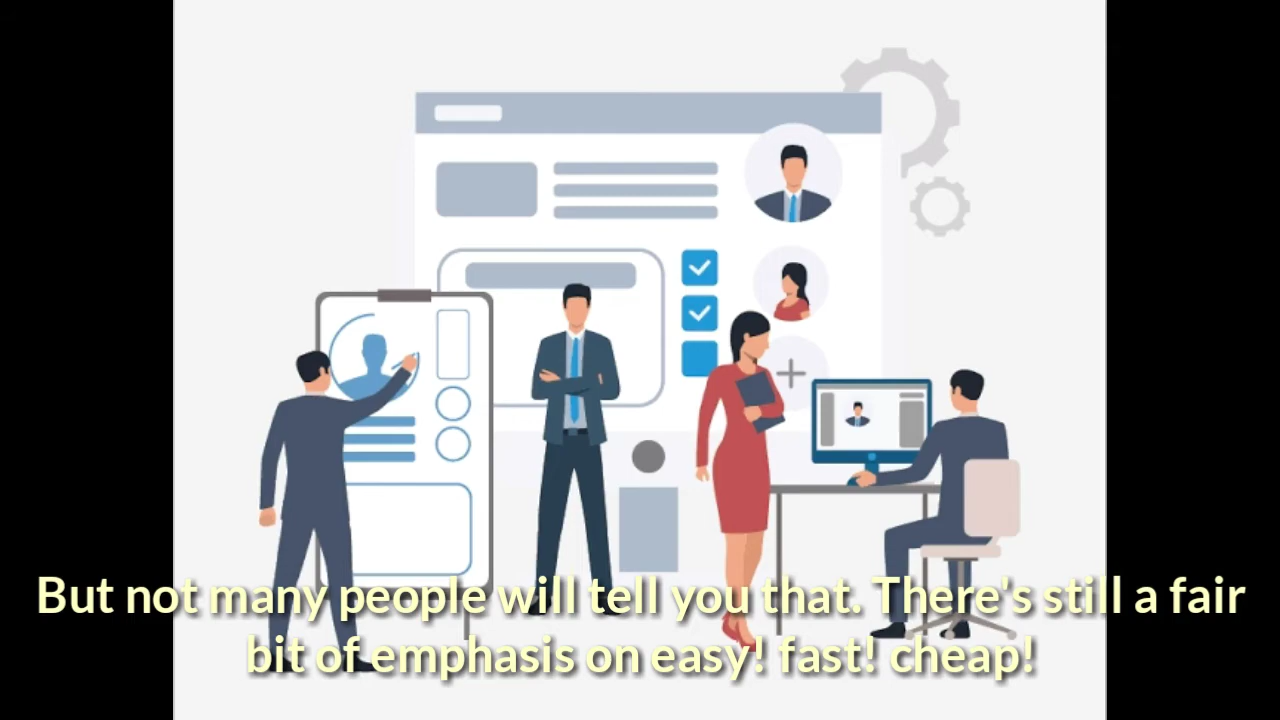 But not many people will tell you that. There's still a fair
bit of emphasis on easy! fast! cheap!